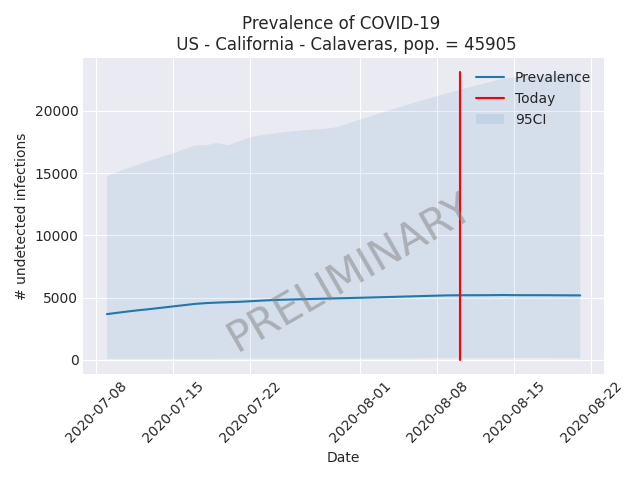 Prevalence of COVID-19
US - California - Calaveras, pop. = 45905
Prevalence
Today
95CI
# undetected infections
20000
15000
10000
5000
0
PRELIMINARY
2020-07-08
2020-07-15
2020-07-22
2020-08-01
2020-08-08
2020-08-15
2020-08-22
Date